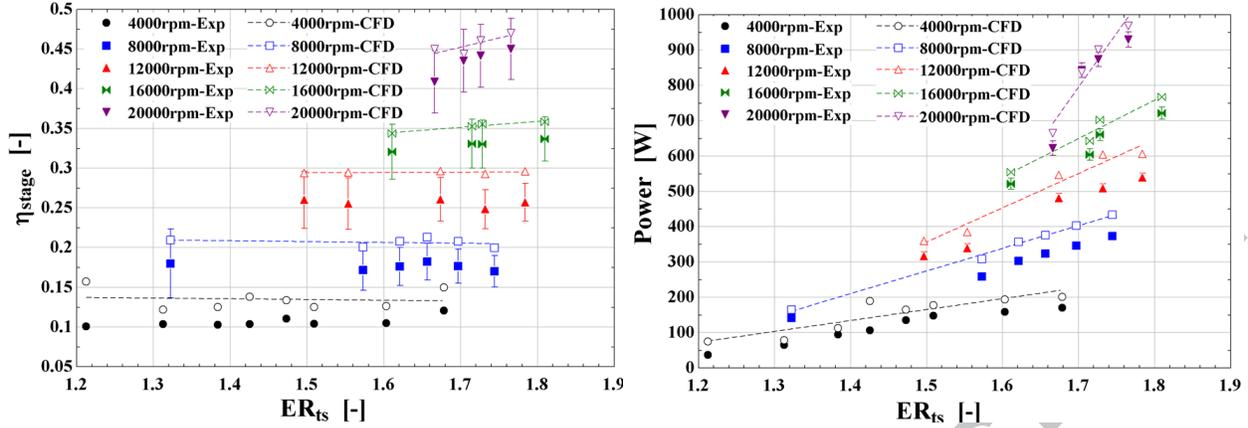 0.5
0.45
0.4
0.35
0.3
0.25
0.2
0.15
0.1
0.05
ηstage [-]
4000rpm-Exp 4000rpm-CFD
8000rpm-Exp 8000rpm-CFD
12000rpm-Exp 12000rpm-CFD
16000rpm-Exp 16000rpm-CFD
20000rpm-Exp 20000rpm-CFD
1.2 1.3 1.4 1.5 1.6 1.7 1.8 1.9
ERts [-]
1000
900
800
700
600
500
400
300
200
100
0
Power [W]
4000rpm-Exp 4000rpm-CFD
8000rpm-Exp 8000rpm-CFD
12000rpm-Exp 12000rpm-CFD
16000rpm-Exp 16000rpm-CFD
20000rpm-Exp 20000rpm-CFD
1.2 1.3 1.4 1.5 1.6 1.7 1.8 1.9
ERts [-]